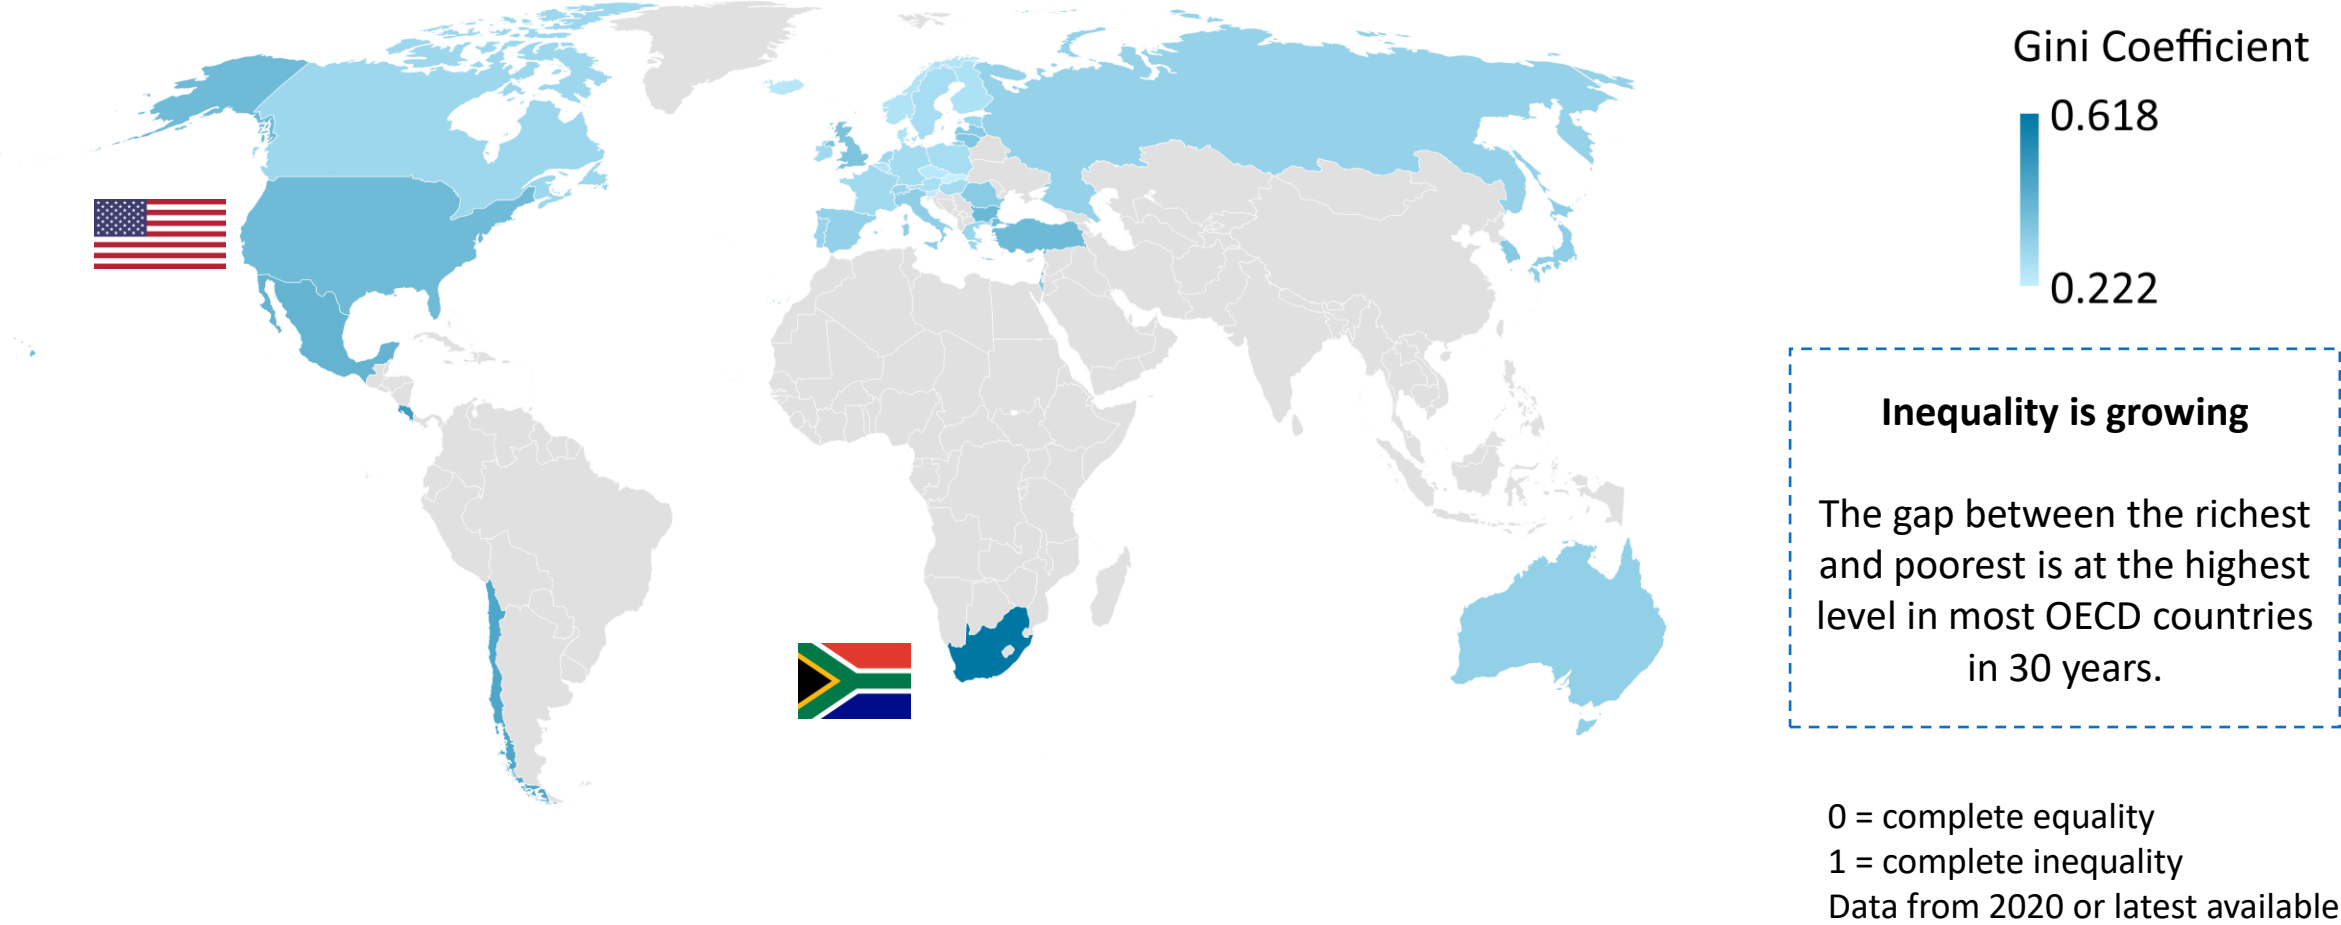 Gini Coefficient
0.618
0.222
Inequality is growing
The gap between the richest
and poorest is at the highest
level in most OECD countries
in 30 years.
0 = complete equality
1 = complete inequality
Data from 2020 or latest available